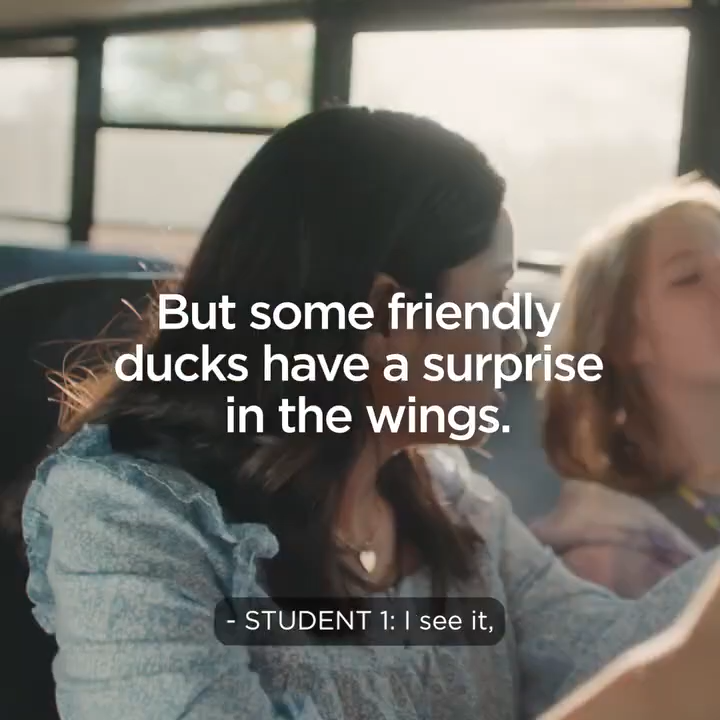 But some friendly
ducks have a surprise
in the wings.
- STUDENT 1: I see it,